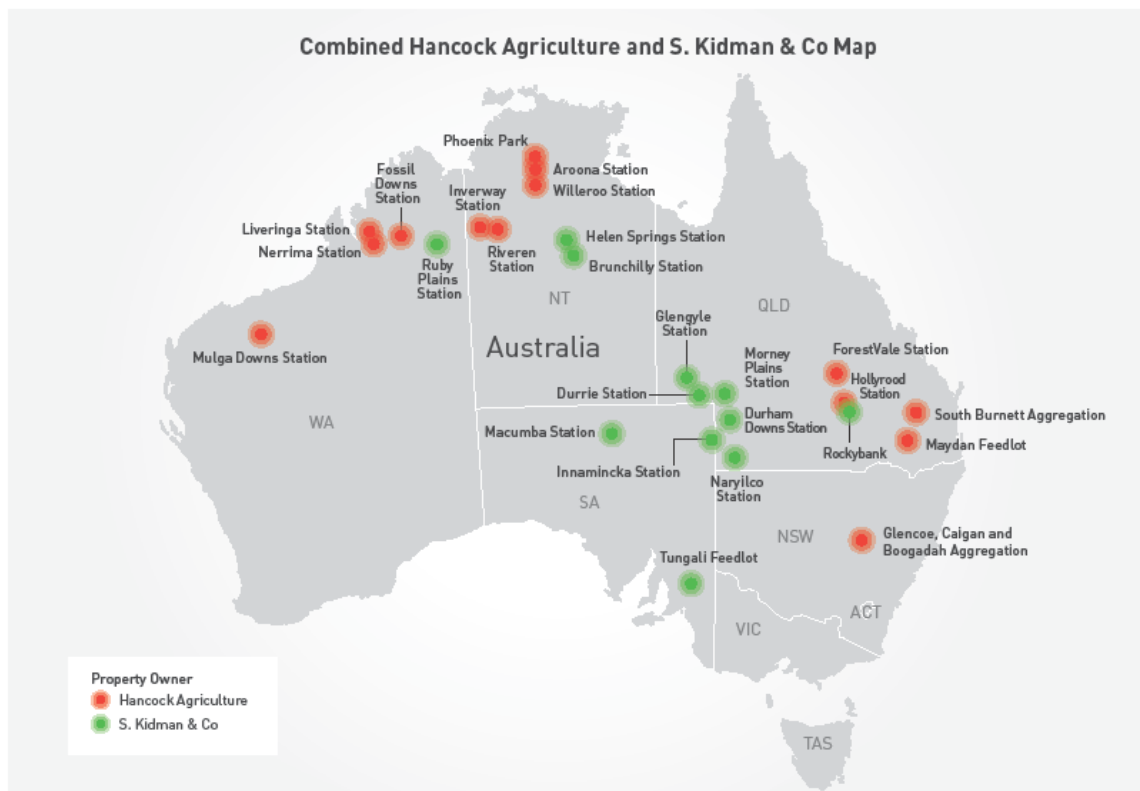 Combined Hancock Agriculture and S. Kidman & Co Map
Phoenix Park
Aroona Station
Willeroo Station
Fossil
Downs
Station
Inverway
Station
Liveringa Station
Nerrima Station
Ruby
Plains
Station
Riveren
Station
Helen Springs Station
Brunchilly Station
NT
QLD
Glengyle
Station
Australia
Mulga Downs Station
Morney
Plains
Station
ForestVale Station
Hollyrood
Station
Durrie Station
Durham
Downs Station
South Burnett Aggregation
WA
Macumba Station
Maydan Feedlot
Rockybank
Innamincka Station
Naryilco
Station
SA
NSW
Glencoe, Caigan and
Boogadah Aggregation
Tungali Feedlot
ACT
VIC
TAS
Property Owner
Hancock Agriculture
S. Kidman & Co